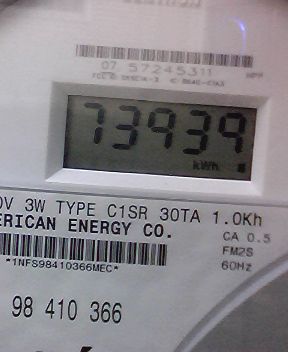 07 57245311
73939
kWh
V 3W TYPE C1SR 30TA 1.0Kh
ERICAN ENERGY CO.
CA 0.5
FM2S
60Hz
*1NFS98410366MEC*
98 410 366